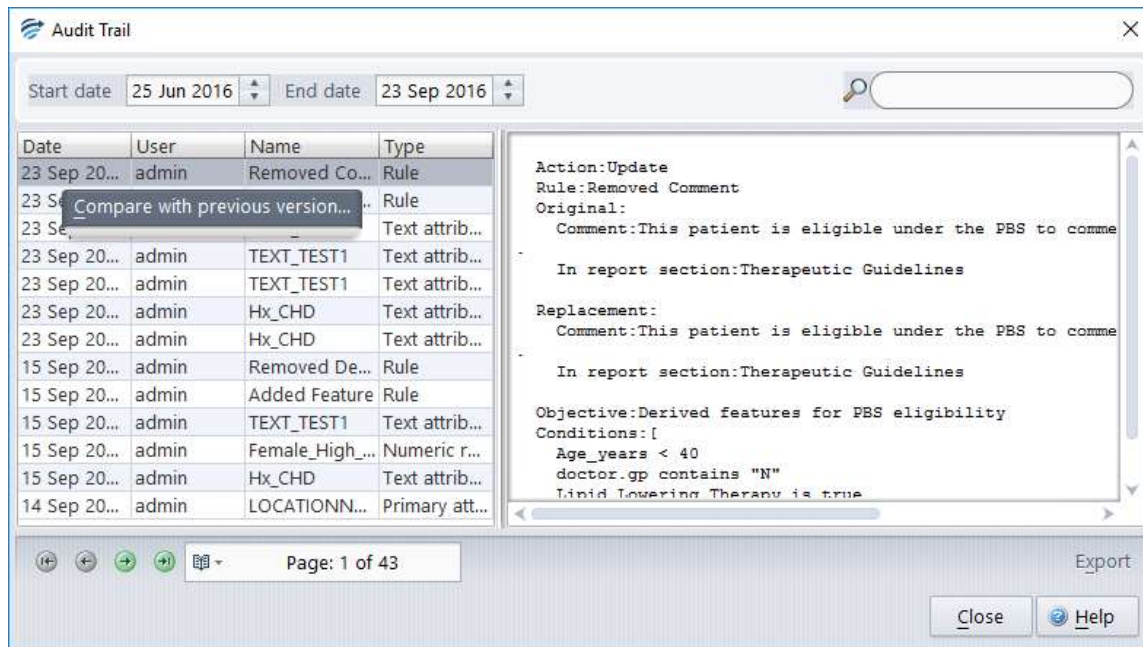 Audit Trail
Start date 25 Jun 2016 End date 23 Sep 2016
Date User Name Type
23 Sep 20... admin Removed Co... Rule
23 Se ... Rule
Compare with previous version...
23 Se Text attrib...
23 Sep 20... admin TEXT_TEST1 Text attrib...
23 Sep 20... admin TEXT_TEST1 Text attrib...
23 Sep 20... admin Hx_CHD Text attrib...
23 Sep 20... admin Hx_CHD Text attrib...
15 Sep 20... admin Removed De... Rule
15 Sep 20... admin Added Feature Rule
15 Sep 20... admin TEXT_TEST1 Text attrib...
15 Sep 20... admin Female_High_... Numeric r...
15 Sep 20... admin Hx_CHD Text attrib...
14 Sep 20... admin LOCATIONN... Primary att...
Action:Update
Rule:Removed Comment
Original:
Comment:This patient is eligible under the PBS to comme
.
In report section:Therapeutic Guidelines
Replacement:
Comment:This patient is eligible under the PBS to comme
.
In report section:Therapeutic Guidelines
Objective:Derived features for PBS eligibility
Conditions:[
Age_years < 40
doctor.gp contains "N"
Lipid Lowering Therapy is true
Page: 1 of 43
Export
Close Help